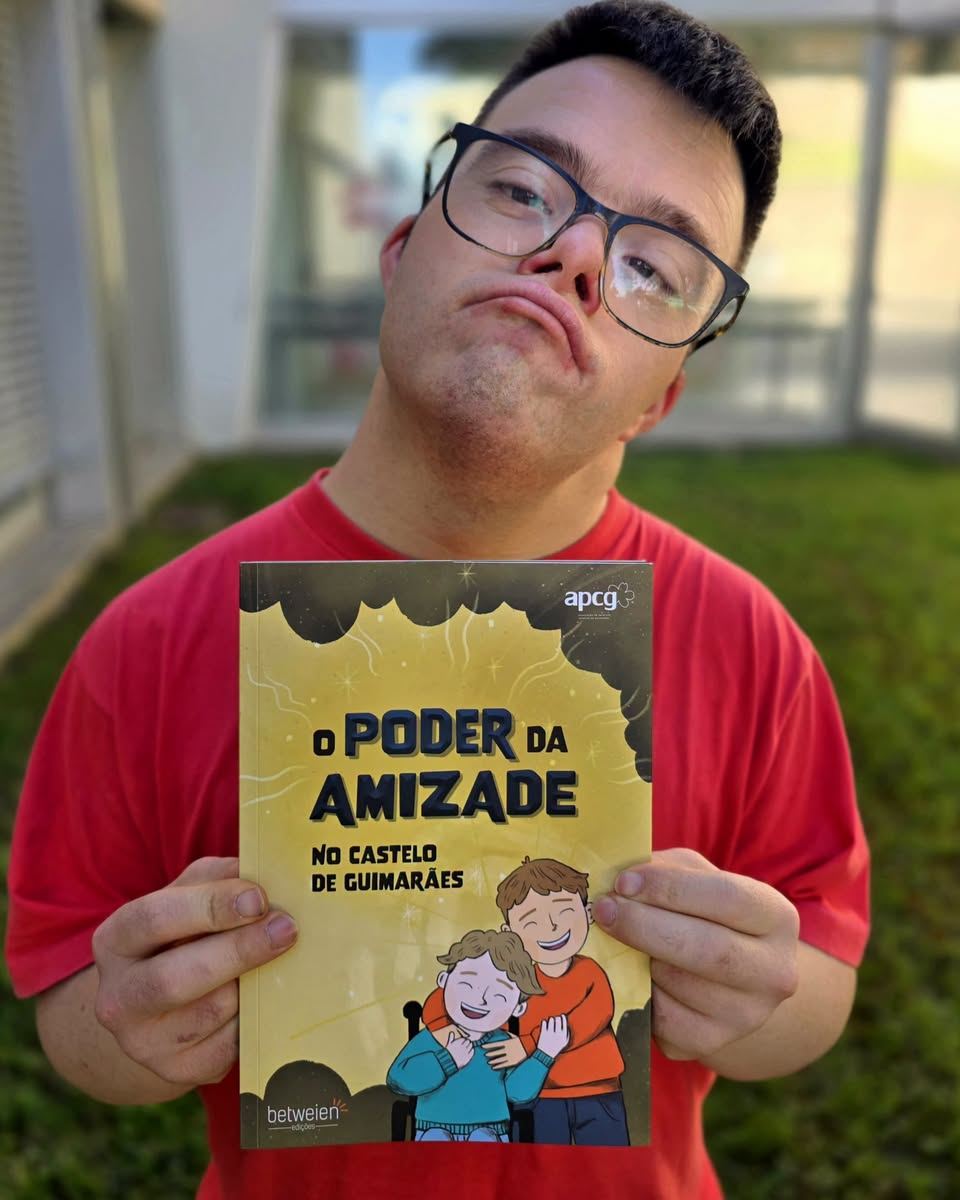 apcg
O PODER DA
AMIZADE
NO CASTELO
DE GUIMARÃES
betweien
edições